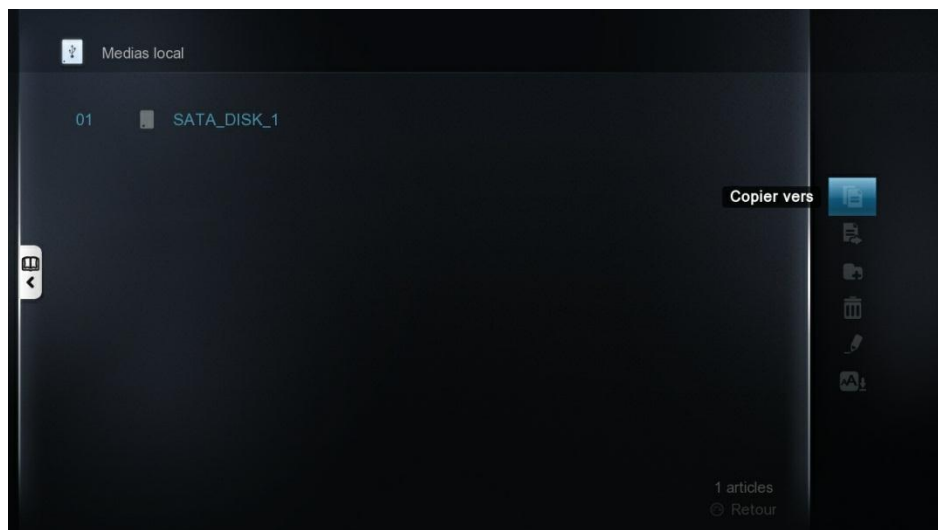 Medias local
01 SATA_DISK_1
Copier vers
1 articles
Retour